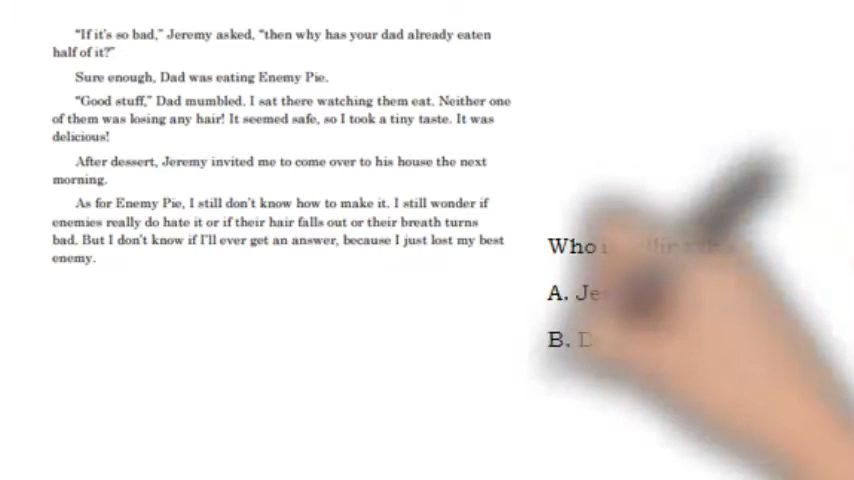 "If it's so bad," Jeremy asked, "then why has your dad already eaten
half of it?"
Sure enough, Dad was eating Enemy Pie.
"Good stuff," Dad mumbled. I sat there watching them eat. Neither one
of them was losing any hair! It seemed safe, so I took a tiny taste. It was
delicious!
After dessert, Jeremy invited me to come over to his house the next
morning.
As for Enemy Pie, I still don't know how to make it. I still wonder if
enemies really do hate it or if their hair falls out or their breath turns
bad. But I don't know if I'll ever get an answer, because I just lost my best
enemy.
Who
A.
B.